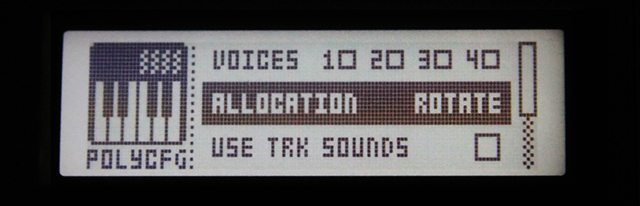 VOICES 1 2 3 4
ALLOCATION ROTATE
POLYCFG USE TRK SOUNDS